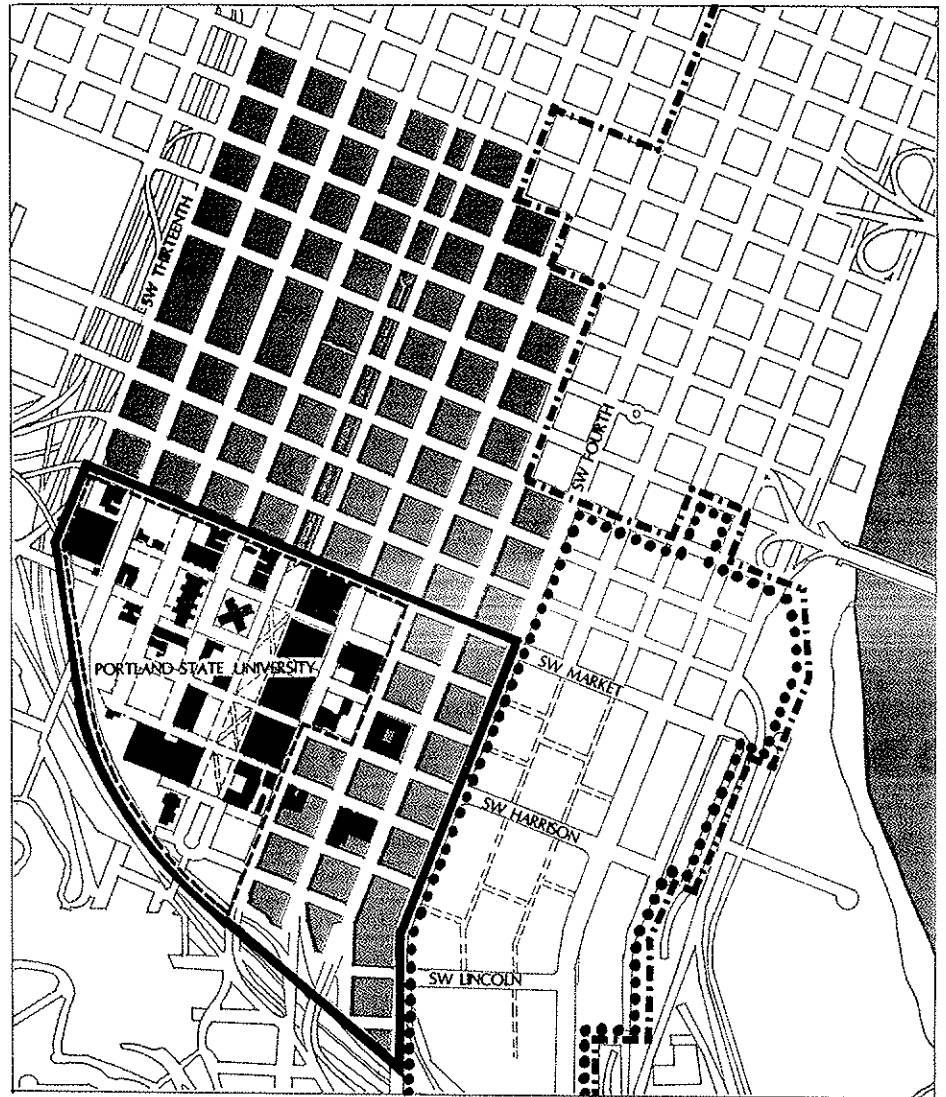 SW THIRTEENTH
SW FOURTH
PORTLAND STATE UNIVERSITY
SW MARKET
SW HARRISON
SW LINCOLN